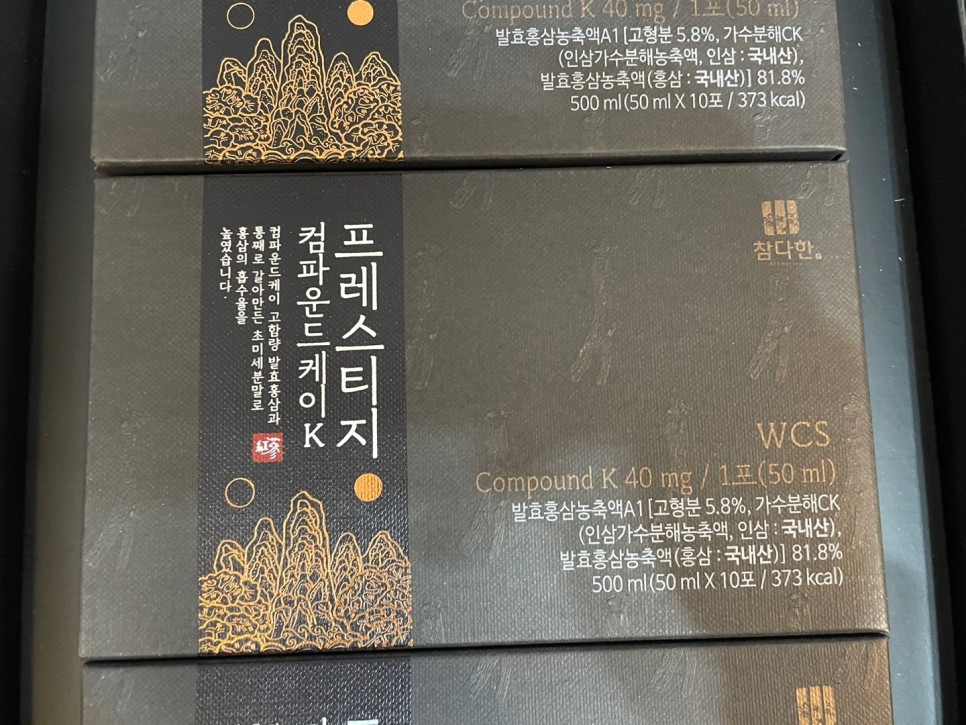 Compound K 40 mg / 1포(50 ml)
발효홍삼농축액A1 [고형분 5.8%, 가수분해CK
(인삼가수분해농축액, 인삼 : 국내산),
발효홍삼농축액(홍삼 : 국내산)] 81.8%
500 ml(50 ml X 10포 / 373 kcal)
참다한
프레스티지
컴파운드케이 K
컴파운드케이 고함량 발효홍삼과
통째로 갈아만든 초미세분말로
홍삼의 흡수율을
높였습니다.
紅蔘
WCS
Compound K 40 mg / 1포(50 ml)
발효홍삼농축액A1 [고형분 5.8%, 가수분해CK
(인삼가수분해농축액, 인삼 : 국내산),
발효홍삼농축액(홍삼 : 국내산)] 81.8%
500 ml(50 ml X 10포 / 373 kcal)